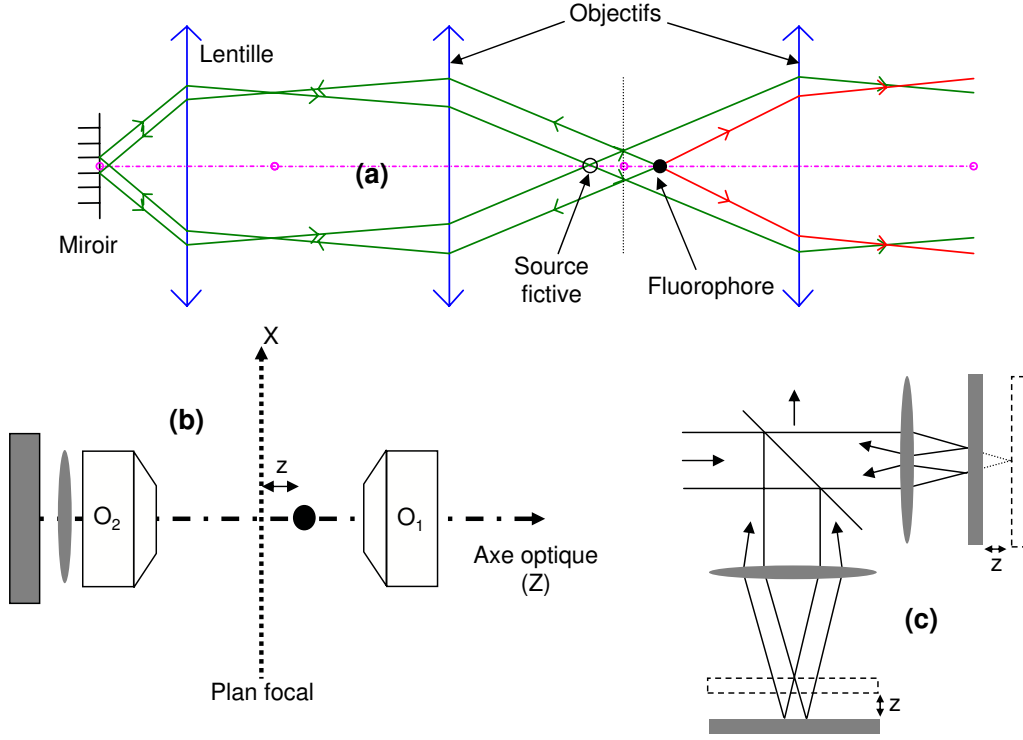 Objectifs
Lentille
(a)
Miroir
Source
fictive
Fluorophore
X
(b)
z
O2
O1
Axe optique
(Z)
Plan focal
z
(c)
z